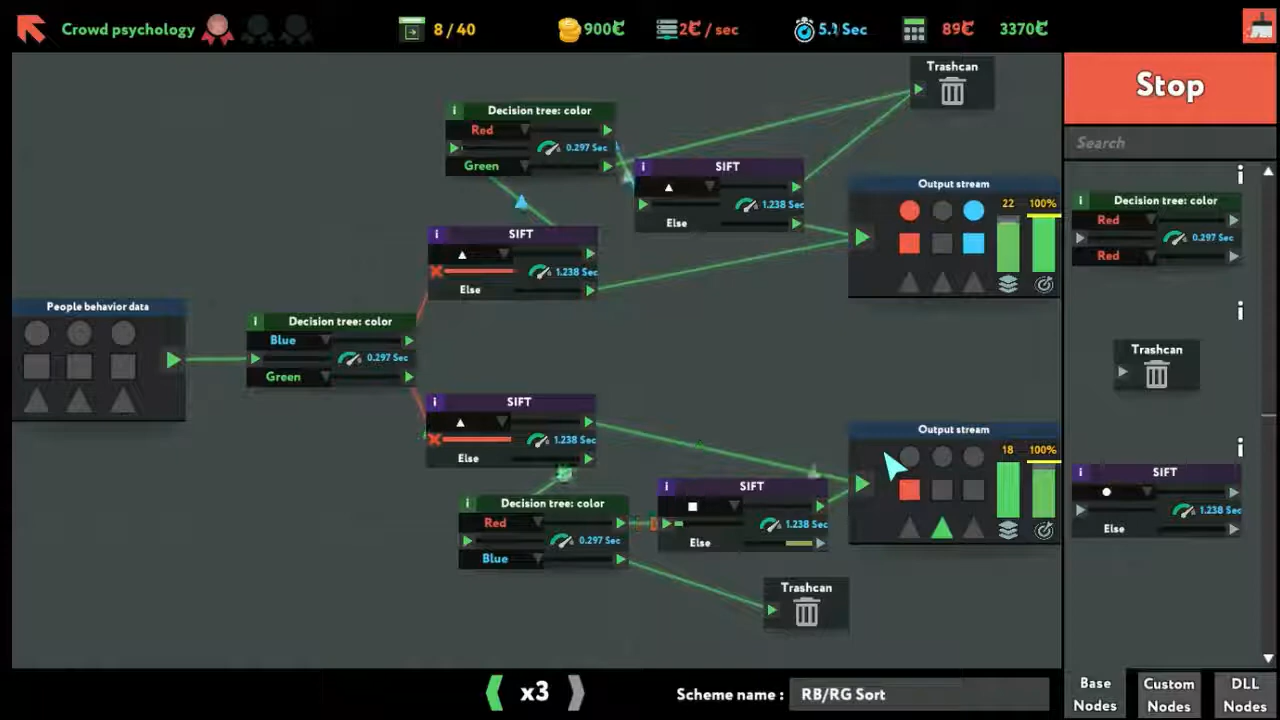 Crowd psychology
8 / 40
900€
2€ / sec
5.1 Sec
89€
3370€
Stop
Search
Trashcan
i
Decision tree: color
Red
0.297 Sec
Green
i
SIFT
1.238 Sec
Else
Output stream
22
100%
i
SIFT
1.238 Sec
Else
People behavior data
i
Decision tree: color
Blue
0.297 Sec
Green
i
SIFT
1.238 Sec
Else
Output stream
18
100%
i
Decision tree: color
Red
0.297 Sec
Blue
i
SIFT
1.238 Sec
Else
Trashcan
i
i
Decision tree: color
Red
0.297 Sec
Red
i
Trashcan
i
i
SIFT
1.238 Sec
Else
x3
Scheme name :
RB/RG Sort
Base
Nodes
Custom
Nodes
DLL
Nodes